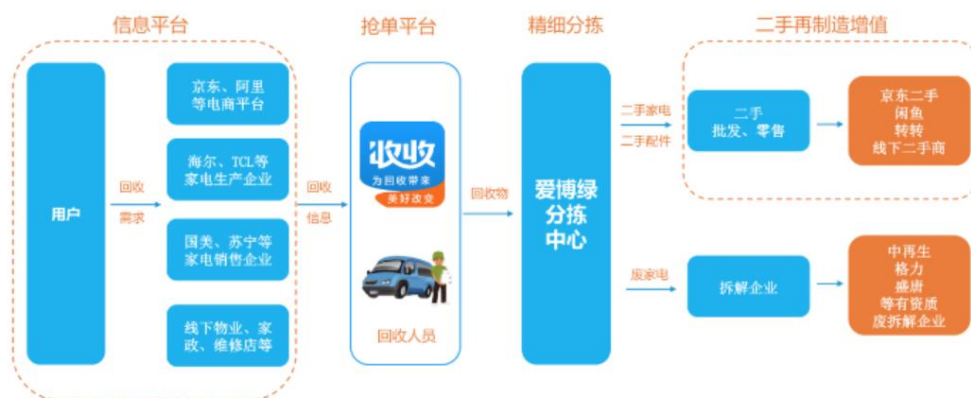 信息平台
抢单平台
精细分拣
二手再制造增值
用户
回收
需求
京东、阿里
等电商平台
海尔、TCL等
家电生产企业
国美、苏宁等
家电销售企业
线下物业、家
政、维修店等
回收
信息
收收
为回收带来
美好改变
回收人员
回收物
爱博绿
分拣
中心
二手家电
二手配件
二手
批发、零售
京东二手
闲鱼
转转
线下二手商
废家电
拆解企业
中再生
格力
盛唐
等有资质
废拆解企业